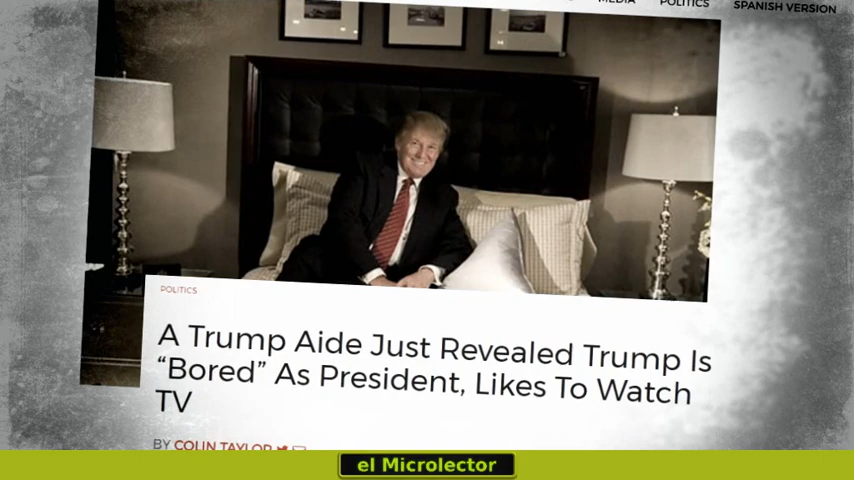 MEDIA POLITICS SPANISH VERSION
POLITICS
A Trump Aide Just Revealed Trump Is
“Bored” As President, Likes To Watch
TV
BY COLIN TAYLOR
el Microlector